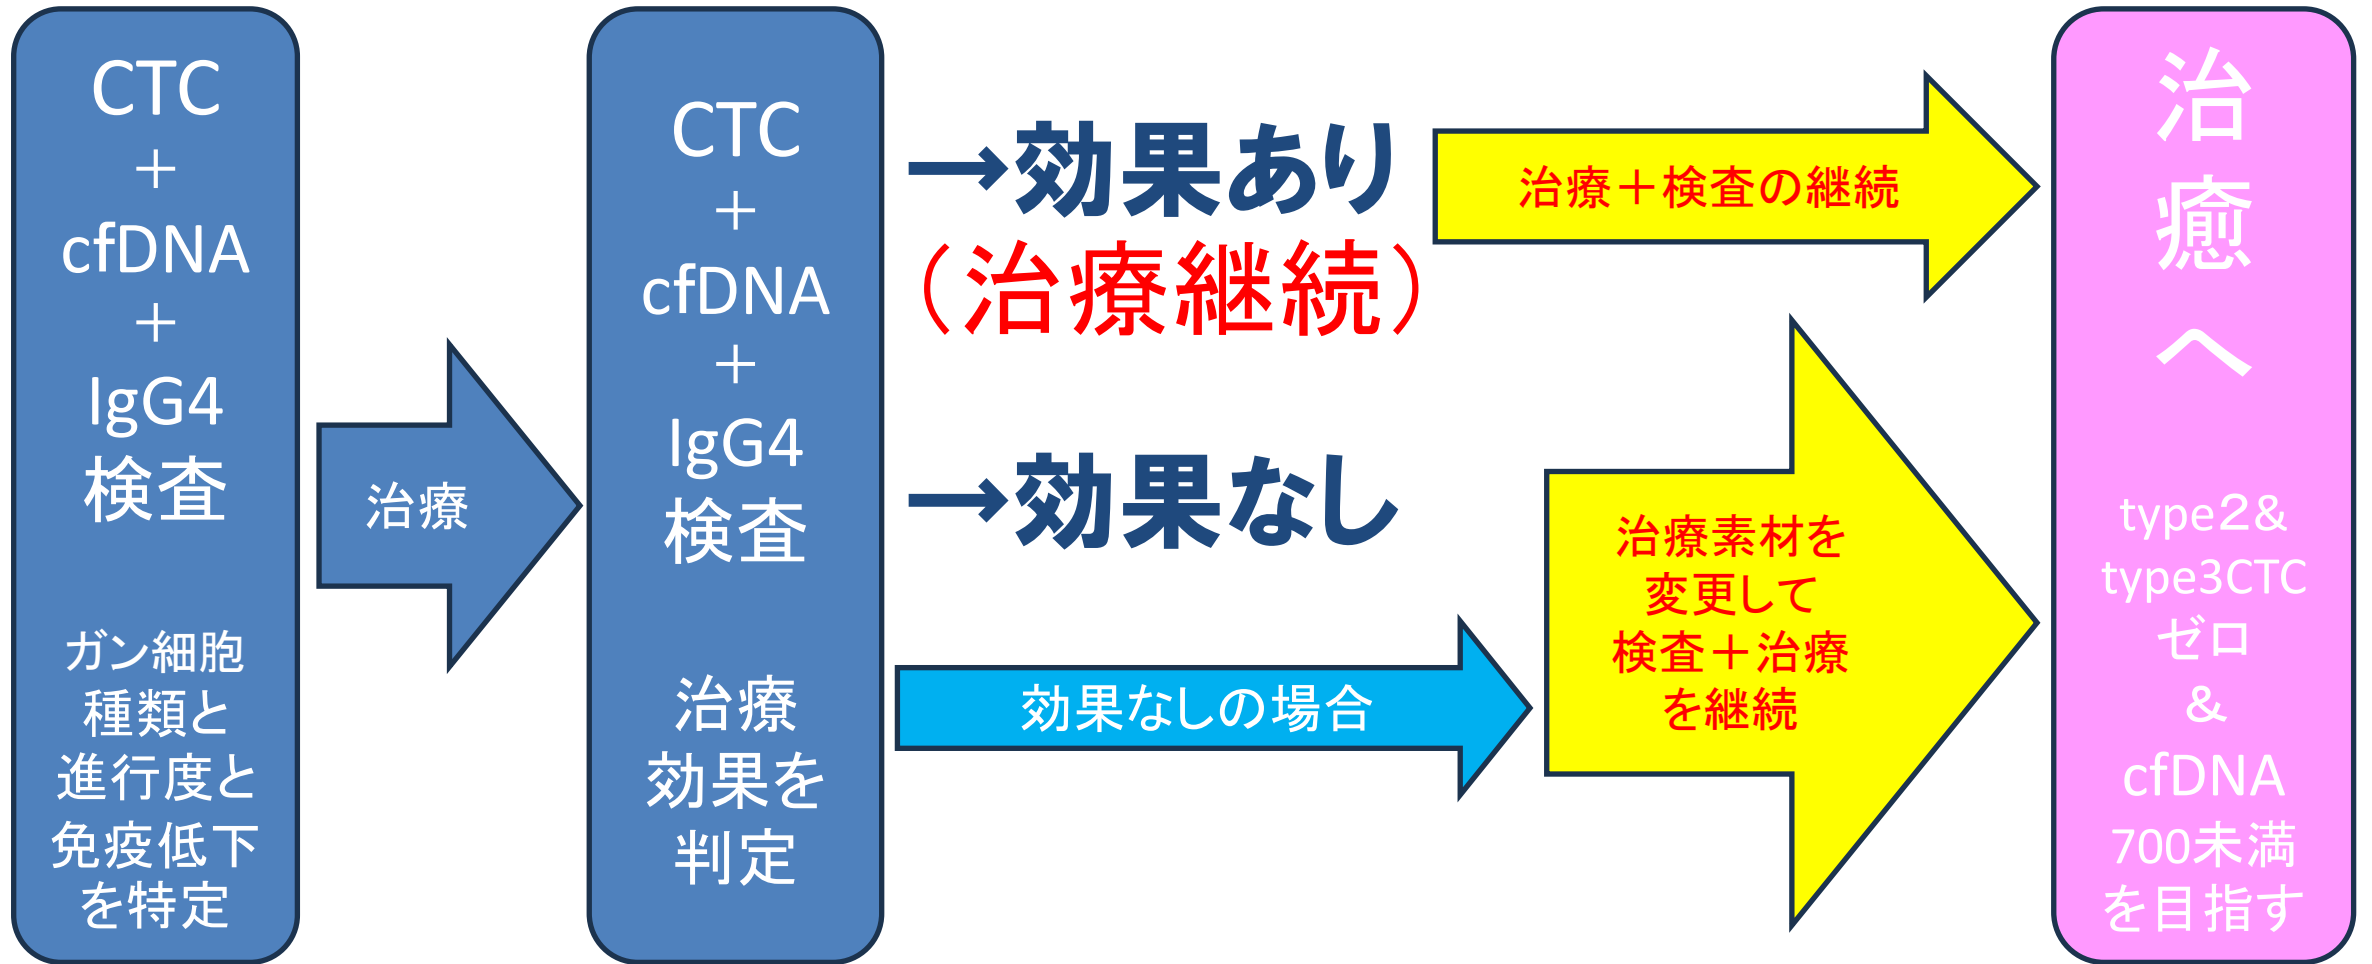 CTC
＋
cfDNA
＋
IgG4
検査
ガン細胞
種類と
進行度と
免疫低下
を特定
治療
CTC
＋
cfDNA
＋
IgG4
検査
治療
効果を
判定
→効果あり
（治療継続）
→効果なし
効果なしの場合
治療＋検査の継続
治療素材を
変更して
検査＋治療
を継続
治
癒
へ
type２&
type3CTC
ゼロ
&
cfDNA
700未満
を目指す